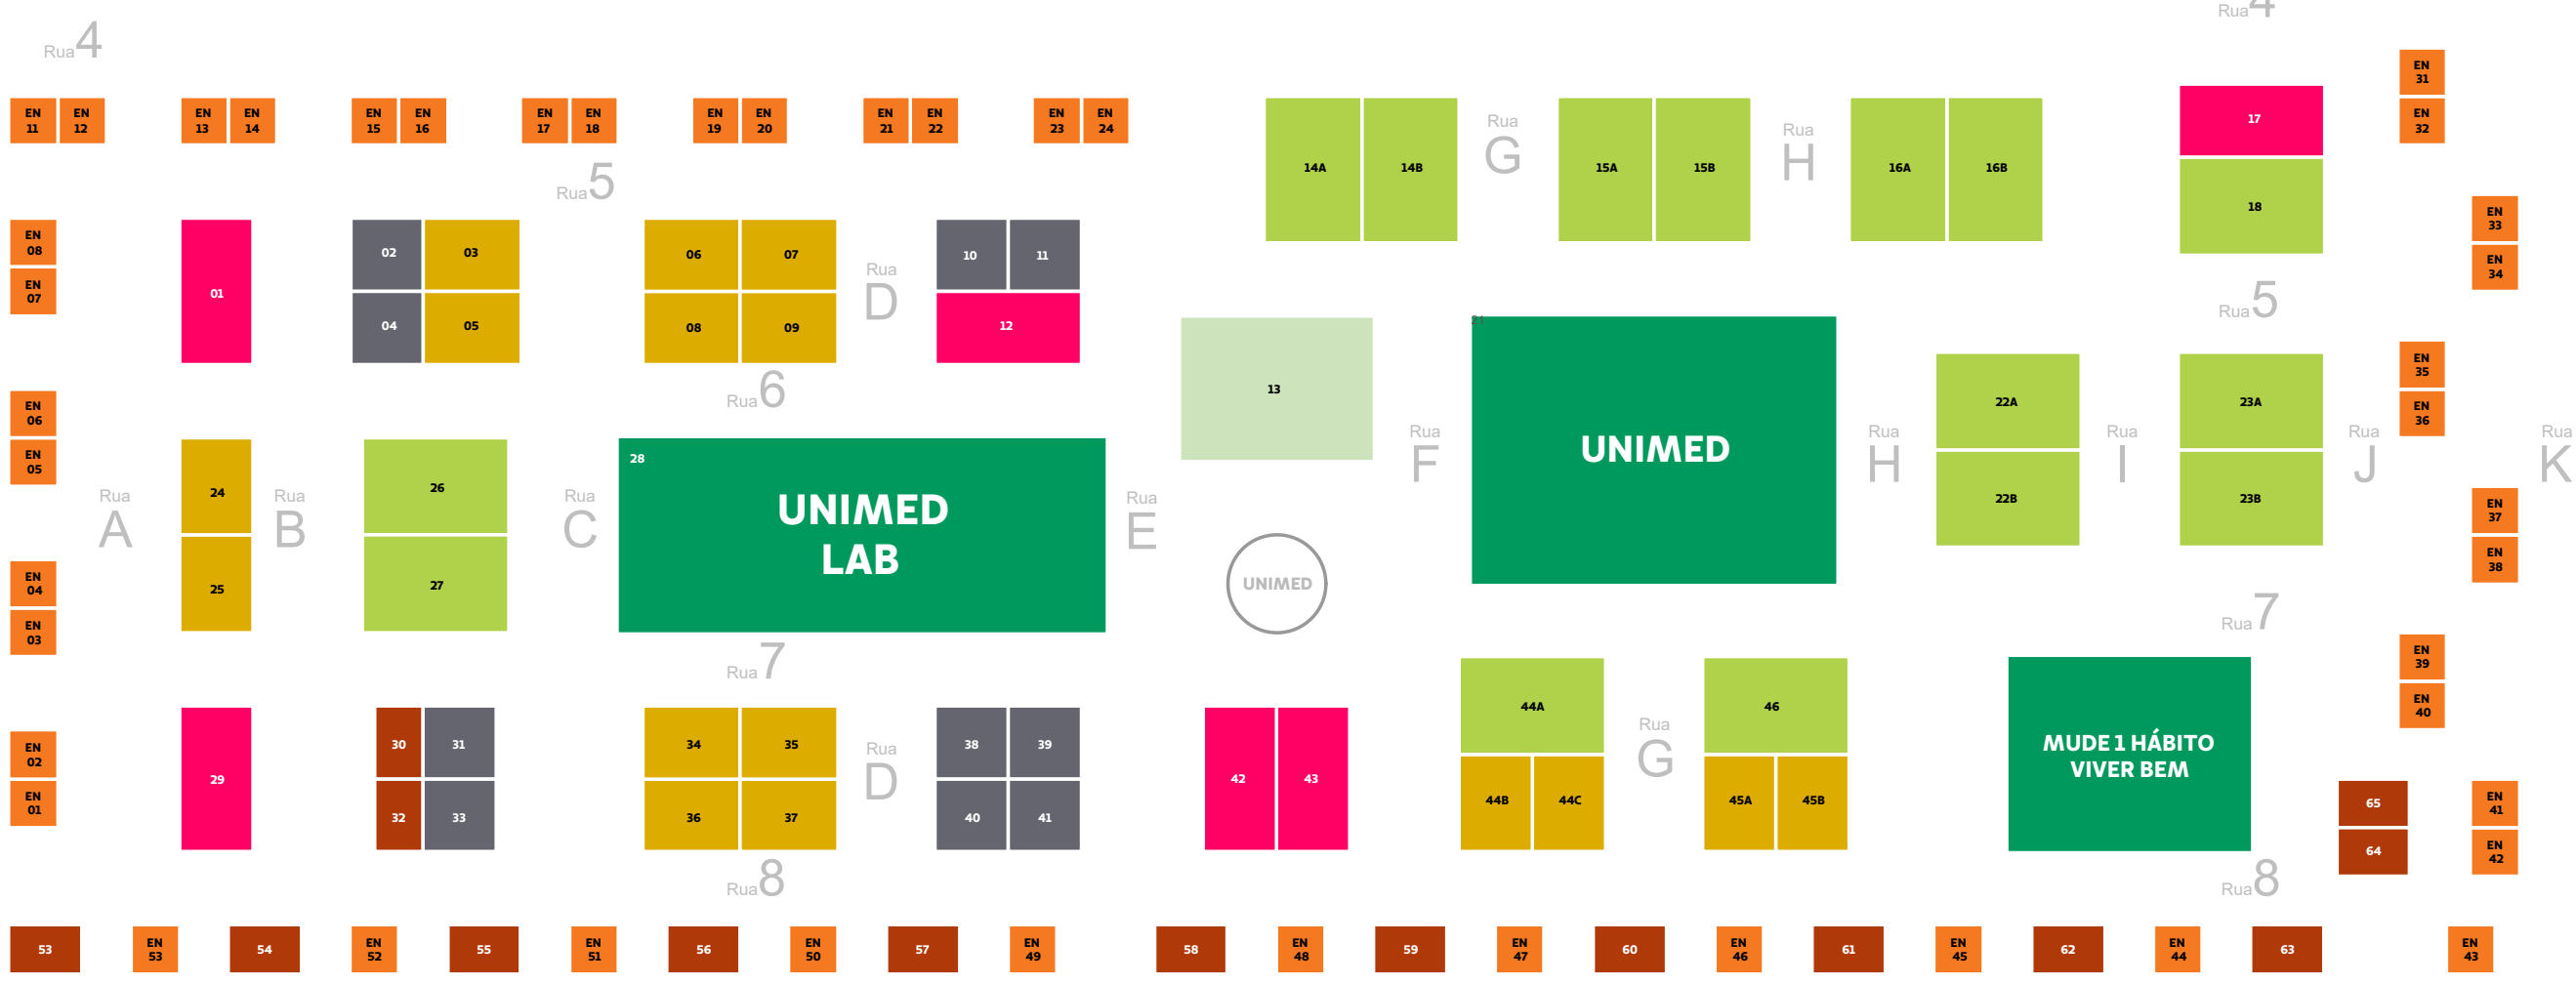 Rua 4
Rua 4
EN 31
EN 32
EN 11 EN 12 EN 13 EN 14 EN 15 EN 16 EN 17 EN 18 EN 19 EN 20 EN 21 EN 22 EN 23 EN 24
14A 14B Rua G 15A 15B Rua H 16A 16B
17
18
Rua 5
EN 33
EN 34
EN 08
EN 07
01
02 03
04 05
06 07
08 09
Rua D
10 11
12
Rua 5
13
21
UNIMED
22A
22B
23A
23B
EN 35
EN 36
Rua 6
EN 06
EN 05
Rua A
24
25
Rua B
26
27
Rua C
28
UNIMED
LAB
Rua E
UNIMED
Rua F
Rua H
Rua I
Rua J
Rua K
EN 37
EN 38
EN 04
EN 03
Rua 7
Rua 7
EN 39
EN 40
EN 02
EN 01
29
30 31
32 33
34 35
36 37
Rua D
38 39
40 41
42 43
44A
44B 44C
Rua G
46
45A 45B
MUDE 1 HÁBITO
VIVER BEM
65
64
EN 41
EN 42
Rua 8
Rua 8
53 EN 53 54 EN 52 55 EN 51 56 EN 50 57 EN 49 58 EN 48 59 EN 47 60 EN 46 61 EN 45 62 EN 44 63 EN 43